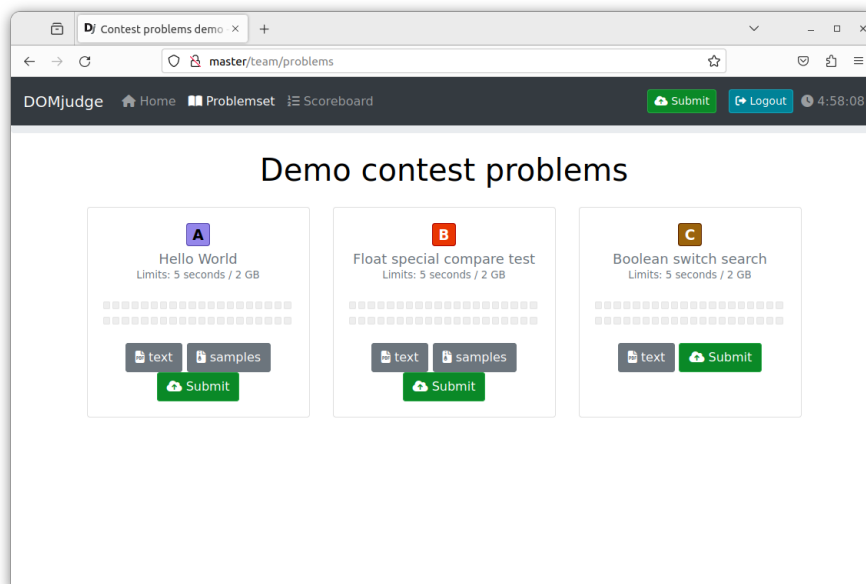 Dj Contest problems demo
master/team/problems
DOMjudge Home Problemset Scoreboard Submit Logout 4:58:08
Demo contest problems
A
Hello World
Limits: 5 seconds / 2 GB
text samples
Submit
B
Float special compare test
Limits: 5 seconds / 2 GB
text samples
Submit
C
Boolean switch search
Limits: 5 seconds / 2 GB
text Submit